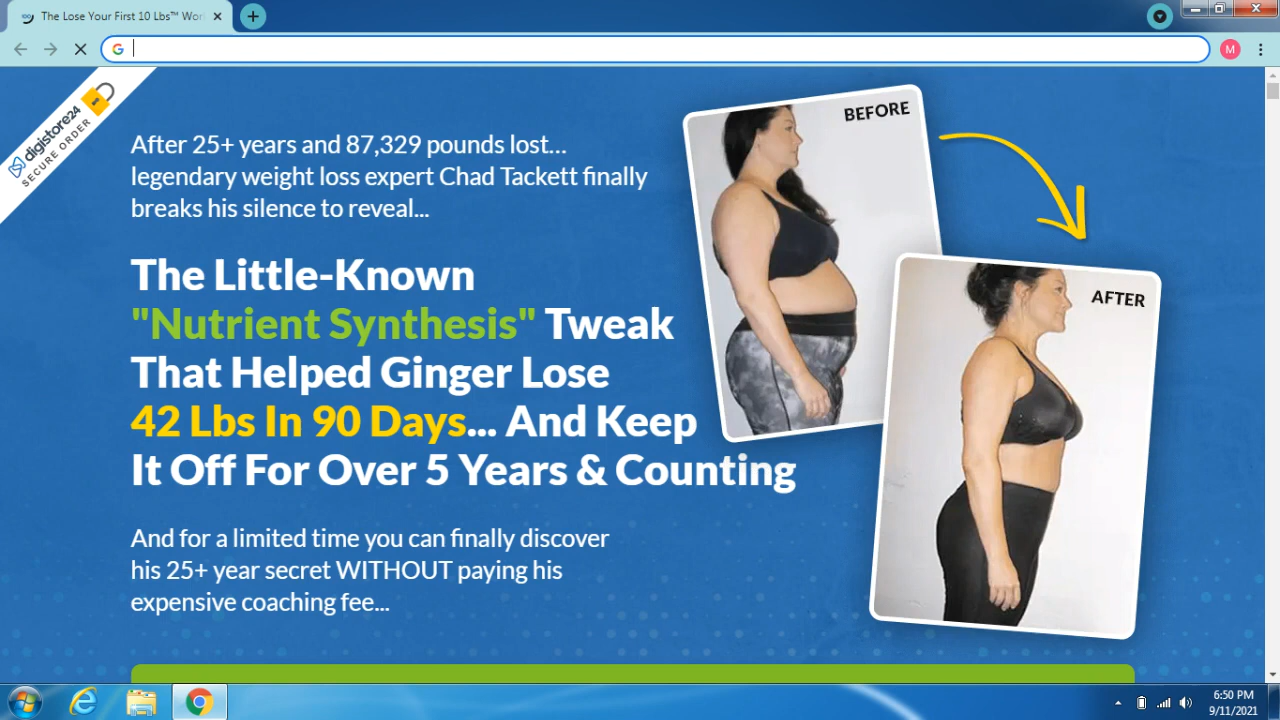 The Lose Your First 10 Lbs™ Wor
M
digistore24
SECURE ORDER
After 25+ years and 87,329 pounds lost...
legendary weight loss expert Chad Tackett finally
breaks his silence to reveal...
The Little-Known
"Nutrient Synthesis" Tweak
That Helped Ginger Lose
42 Lbs In 90 Days... And Keep
It Off For Over 5 Years & Counting
And for a limited time you can finally discover
his 25+ year secret WITHOUT paying his
expensive coaching fee...
BEFORE
AFTER
6:50 PM
9/11/2021